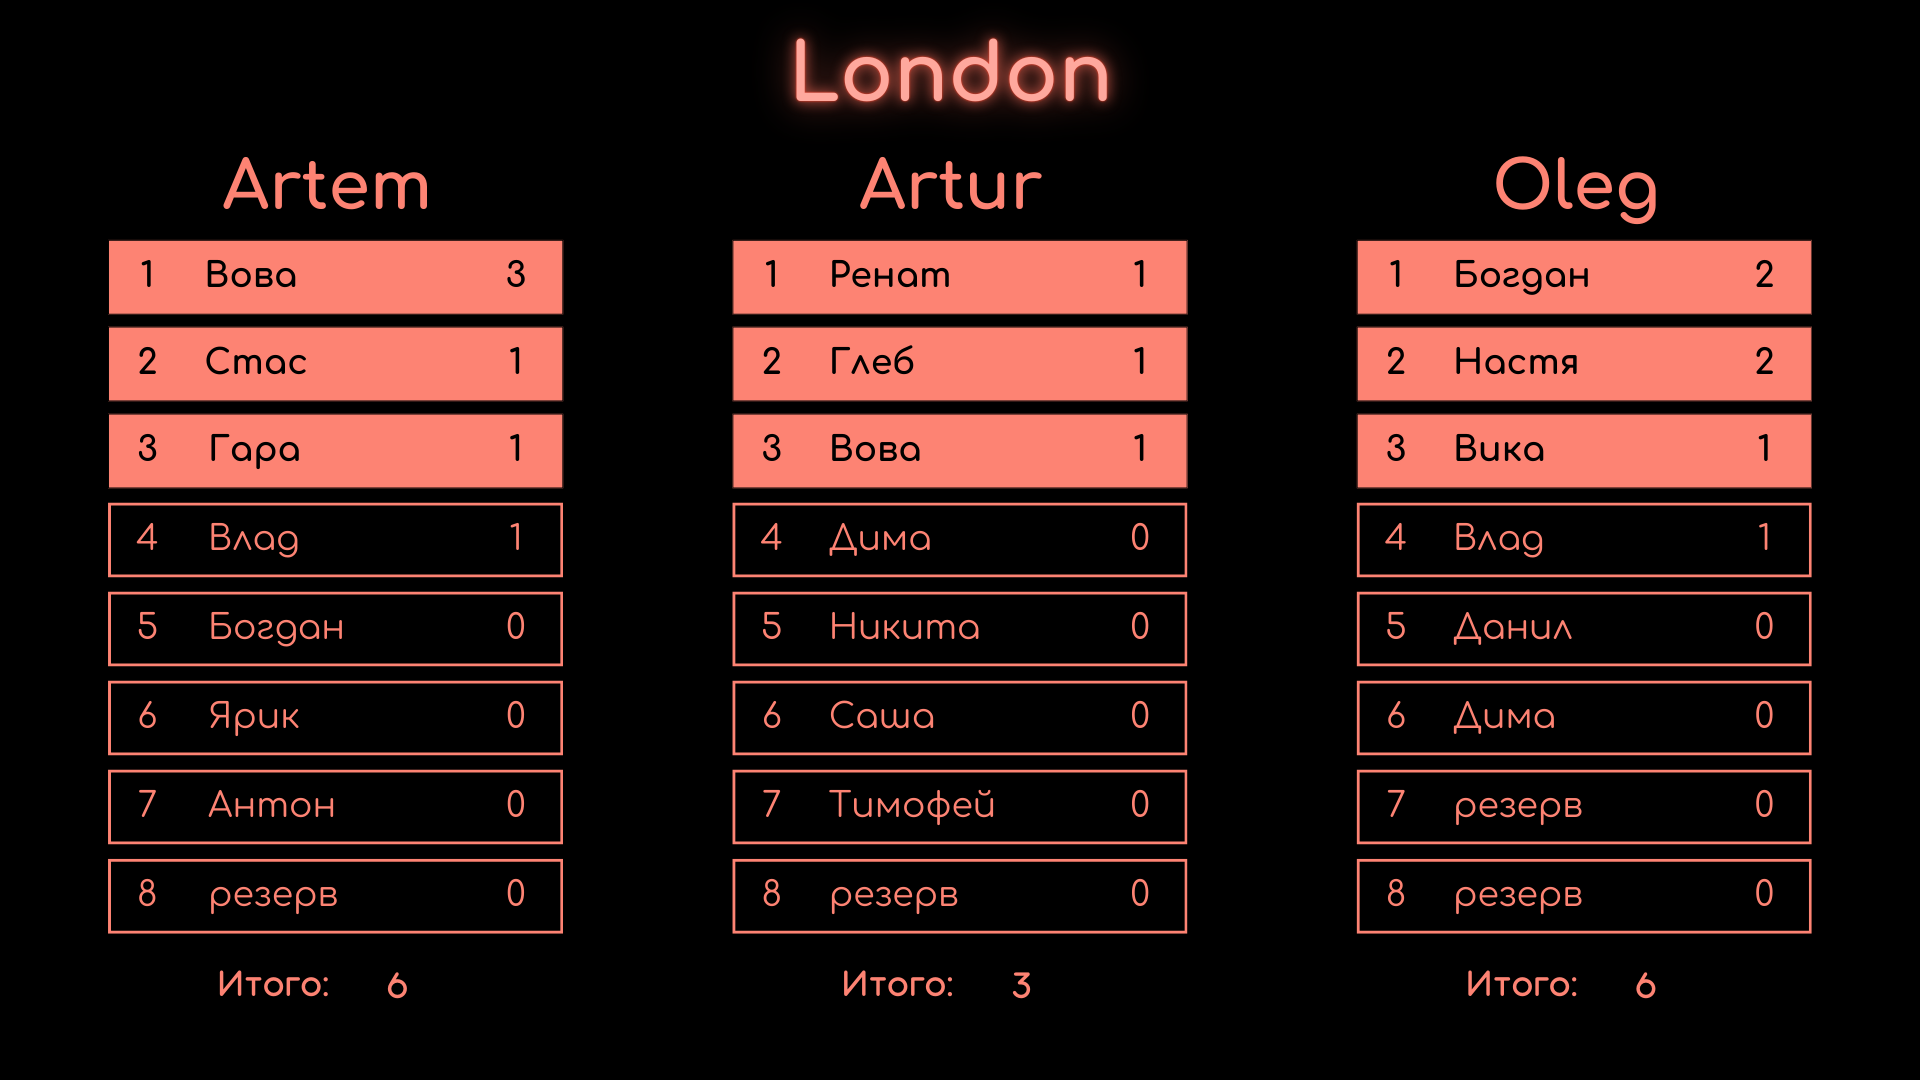 London
Artem
1 Вова 3
2 Стас 1
3 Гара 1
4 Влад 1
5 Богдан 0
6 Ярик 0
7 Антон 0
8 резерв 0
Итого: 6
Artur
1 Ренат 1
2 Глеб 1
3 Вова 1
4 Дима 0
5 Никита 0
6 Саша 0
7 Тимофей 0
8 резерв 0
Итого: 3
Oleg
1 Богдан 2
2 Настя 2
3 Вика 1
4 Влад 1
5 Данил 0
6 Дима 0
7 резерв 0
8 резерв 0
Итого: 6